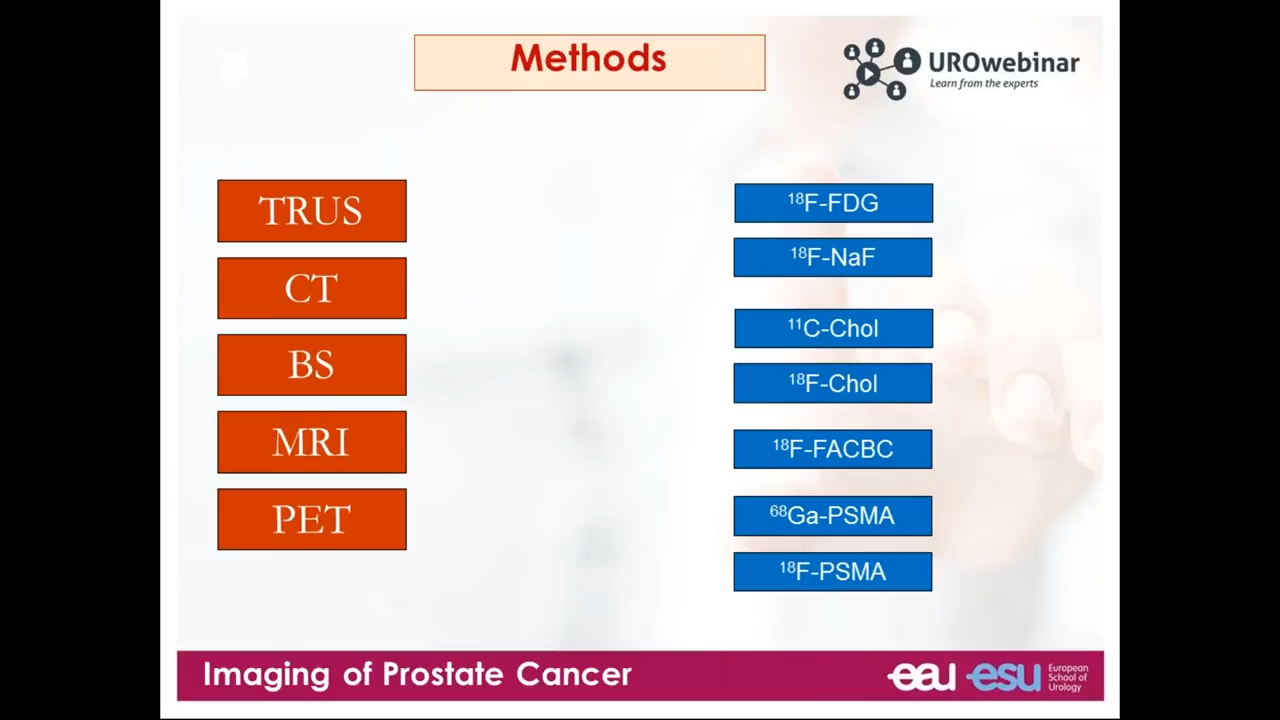 a
Methods
UROwebinar
Learn from the experts
TRUS
CT
BS
MRI
PET
¹⁸F-FDG
¹⁸F-NaF
¹¹C-Chol
¹⁸F-Chol
¹⁸F-FACBC
⁶⁸Ga-PSMA
¹⁸F-PSMA
Imaging of Prostate Cancer
eau esu
European
School of
Urology